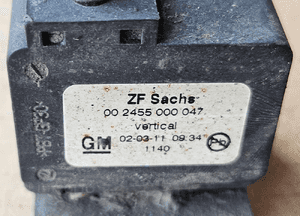 ZF Sachs
00 2455 000 047
vertical
GM 02-03-11 09:34
1140